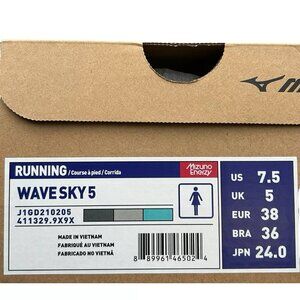 RUNNING / Course à pied / Corrida
Mizuno
Enerzy
WAVE SKY 5
J1GD210205
411329.9X9X
MADE IN VIETNAM
FABRIQUÉ AU VIETNAM
FABRICADO NO VIETNÃ
8 89961 46502 4
US 7.5
UK 5
EUR 38
BRA 36
JPN 24.0